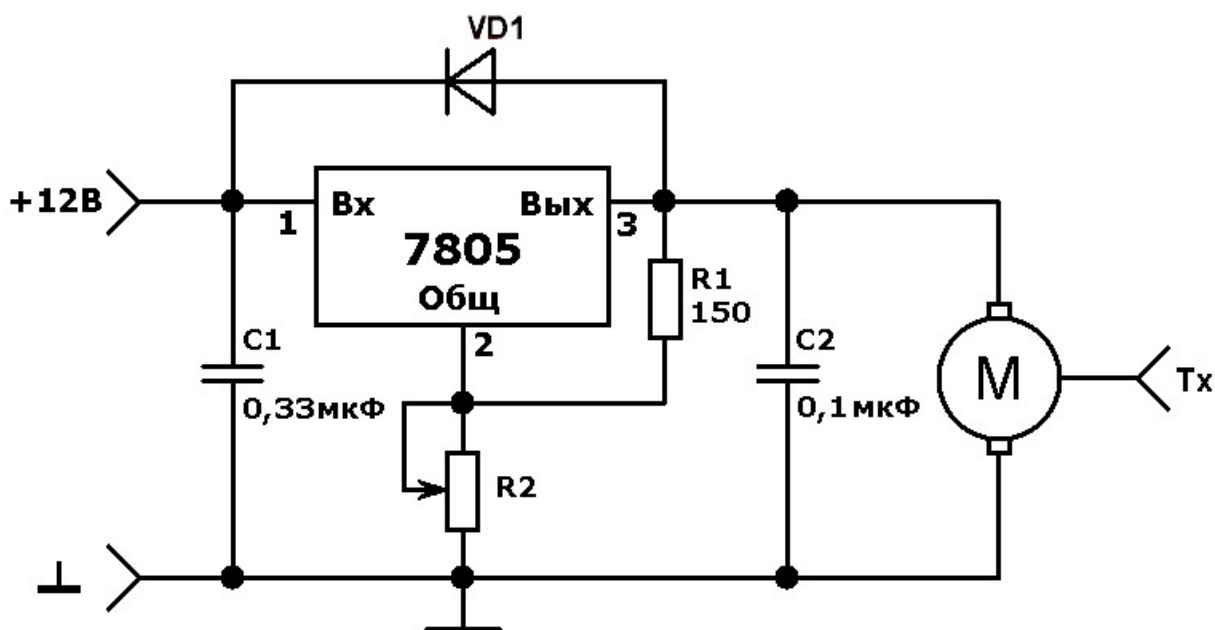 VD1
+12В
1
Вх
Вых
3
7805
Общ
2
R1
150
C1
0,33мкФ
C2
0,1мкФ
M
Tx
R2